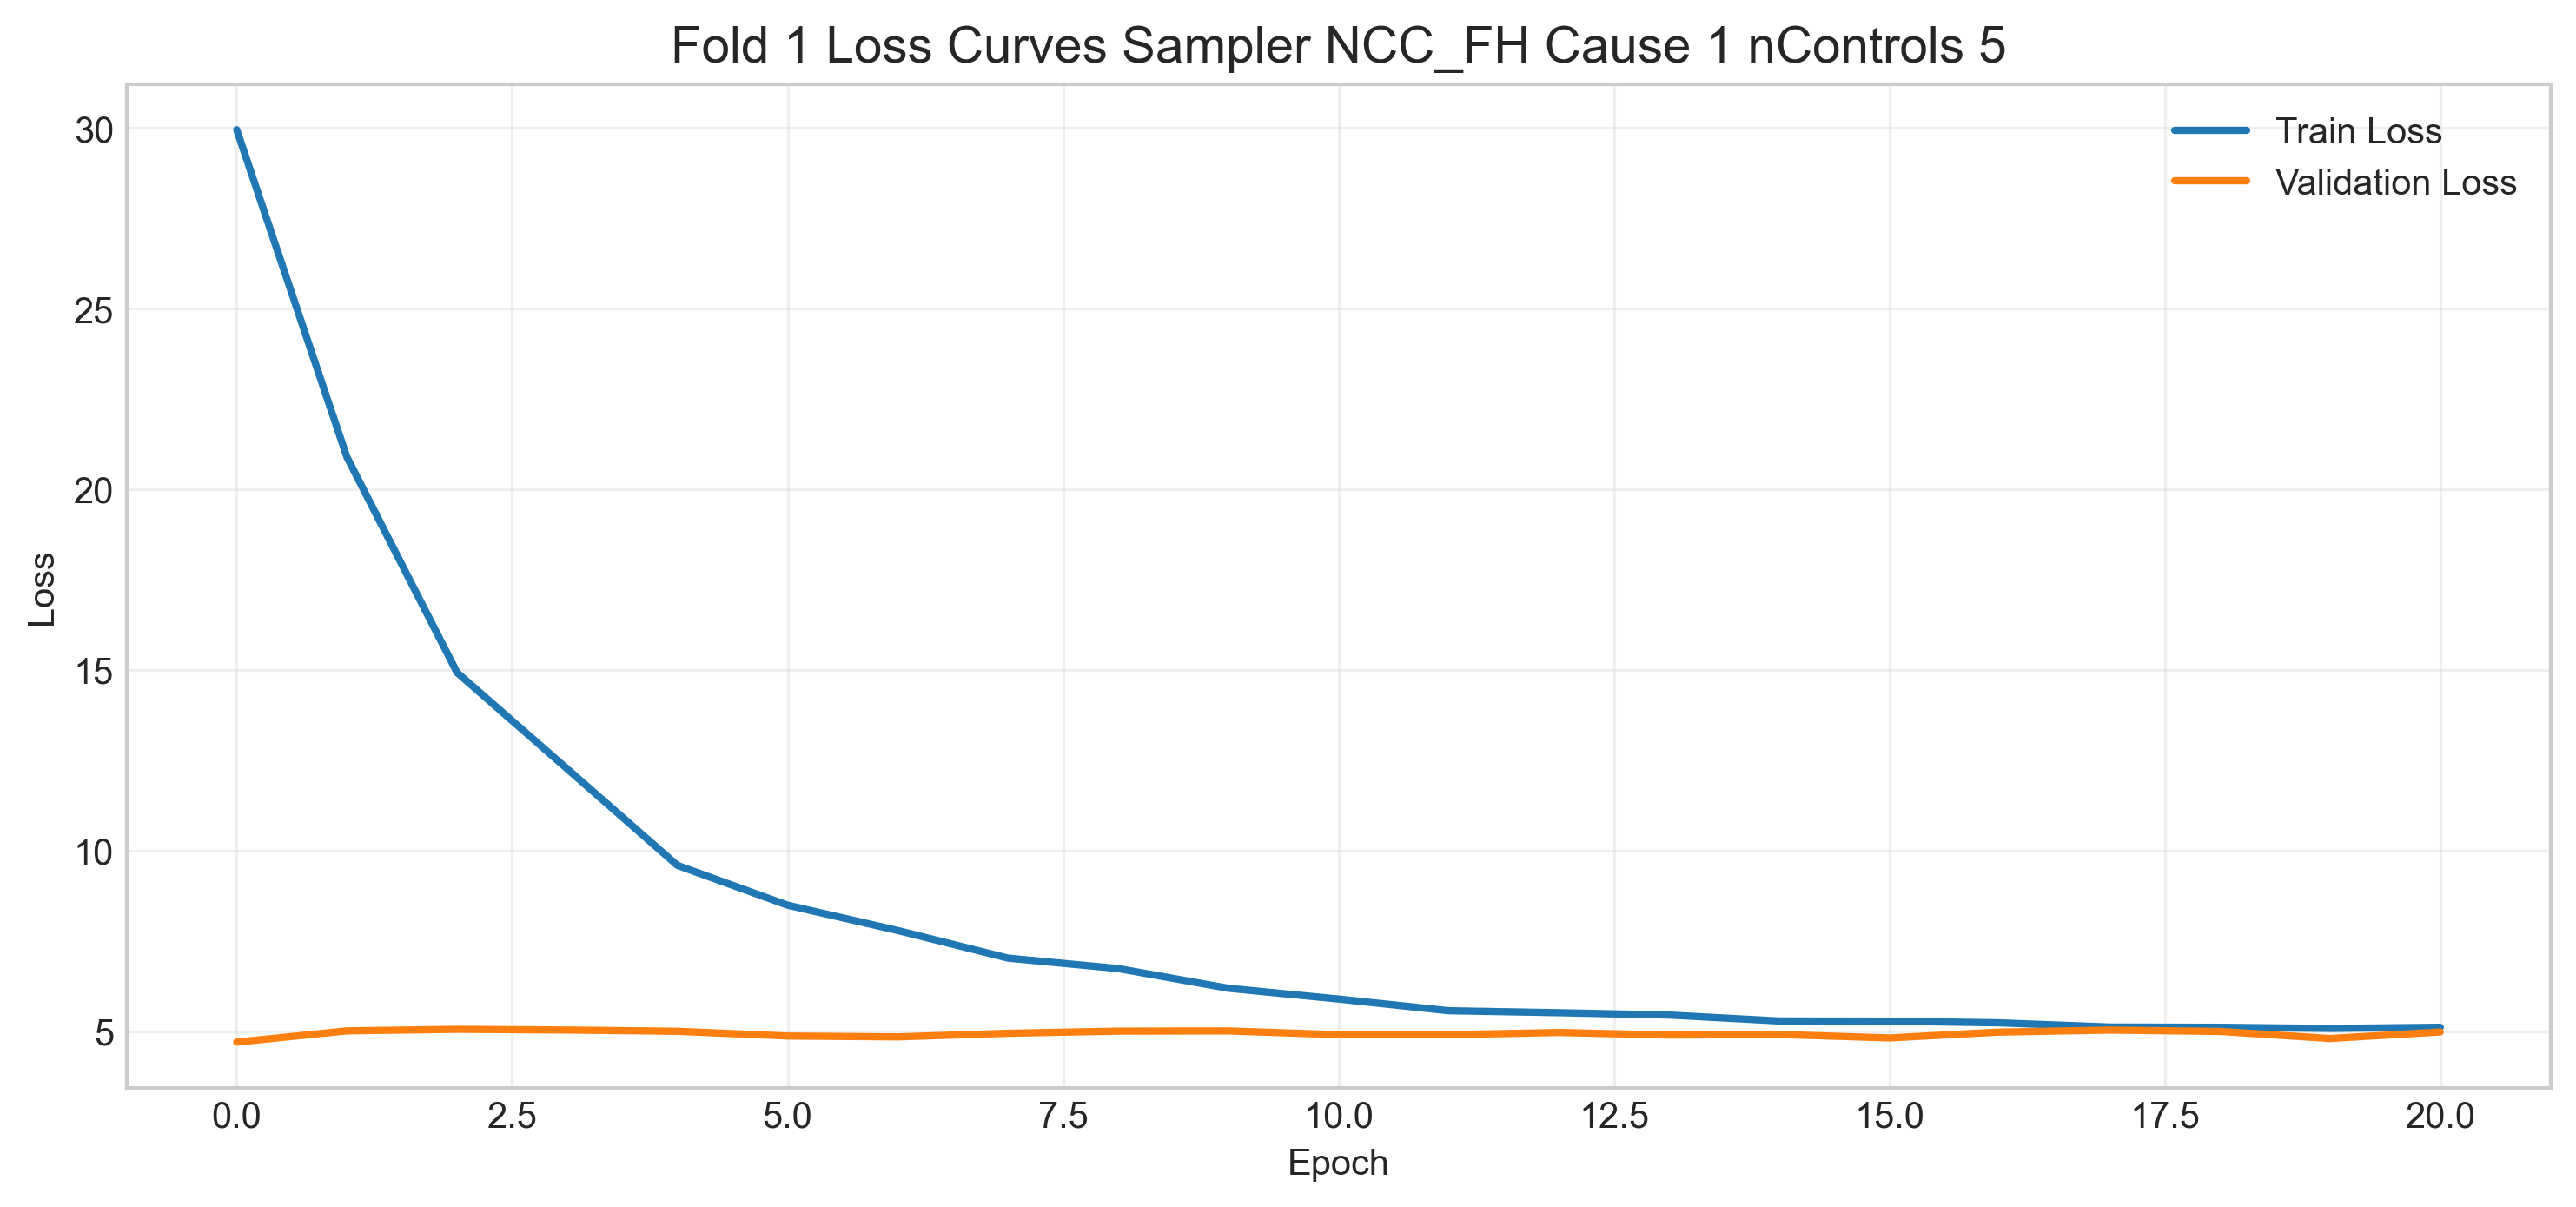 Fold 1 Loss Curves Sampler NCC_FH Cause 1 nControls 5
Train Loss
Validation Loss
Loss
30
25
20
15
10
5
0.0 2.5 5.0 7.5 10.0 12.5 15.0 17.5 20.0
Epoch